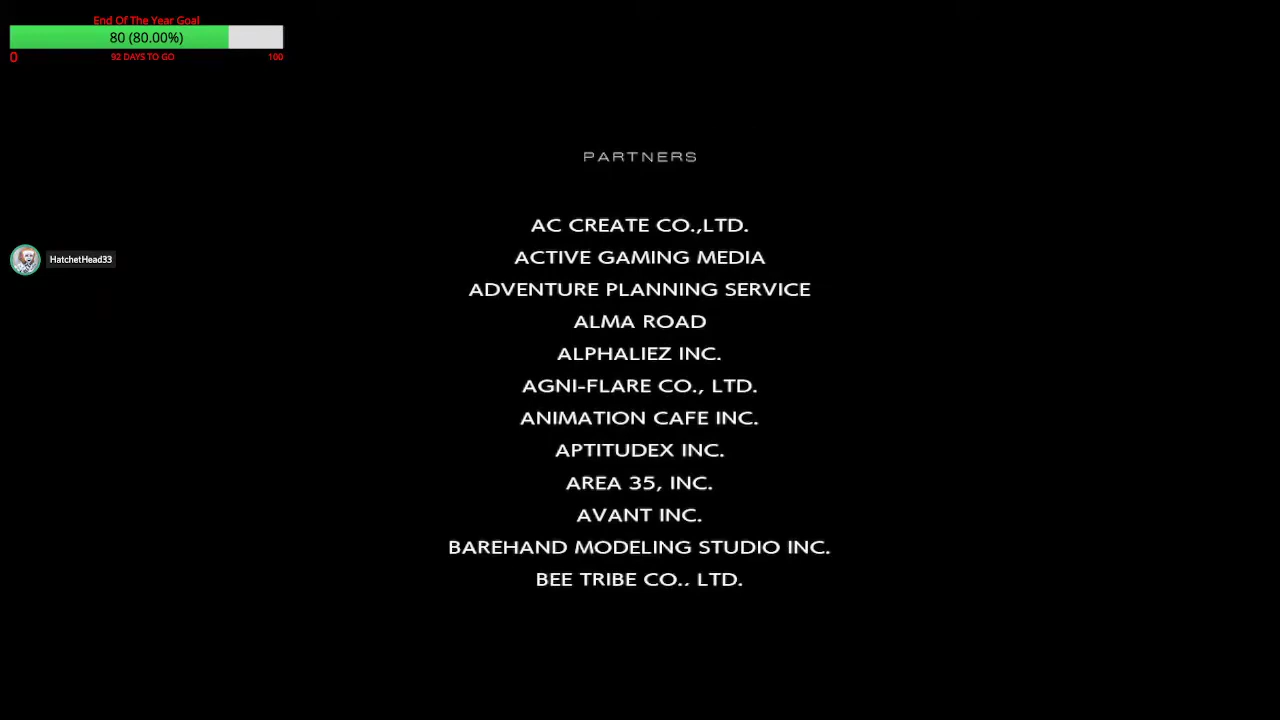 End Of The Year Goal
80 (80.00%)
0 92 DAYS TO GO 100
PARTNERS
AC CREATE CO.,LTD.
ACTIVE GAMING MEDIA
ADVENTURE PLANNING SERVICE
HatchetHead33
ALMA ROAD
ALPHALIEZ INC.
AGNI-FLARE CO., LTD.
ANIMATION CAFE INC.
APTITUDEX INC.
AREA 35, INC.
AVANT INC.
BAREHAND MODELING STUDIO INC.
BEE TRIBE CO., LTD.